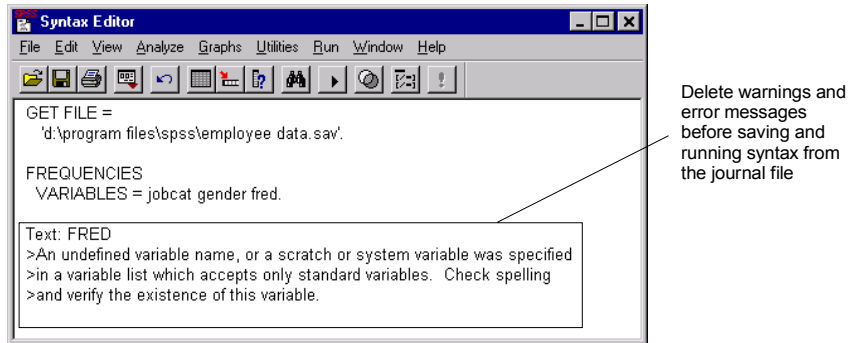 SPSS Syntax Editor
File Edit View Analyze Graphs Utilities Run Window Help
GET FILE =
'd:\program files\spss\employee data.sav'.
FREQUENCIES
VARIABLES = jobcat gender fred.
Text: FRED
>An undefined variable name, or a scratch or system variable was specified
>in a variable list which accepts only standard variables.  Check spelling
>and verify the existence of this variable.
Delete warnings and
error messages
before saving and
running syntax from
the journal file